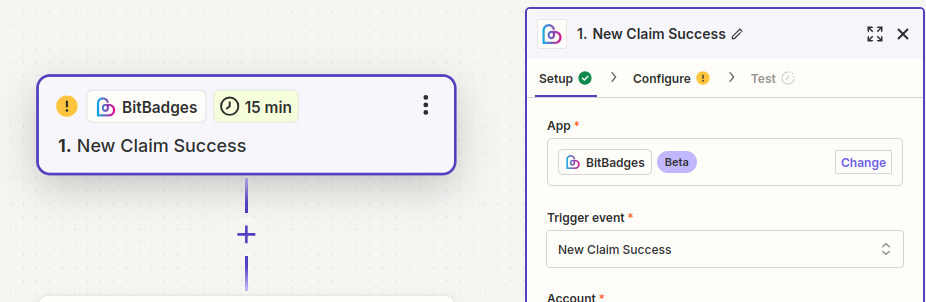 BitBadges 15 min
1. New Claim Success
1. New Claim Success
Setup Configure Test
App *
BitBadges Beta Change
Trigger event *
New Claim Success
Account *